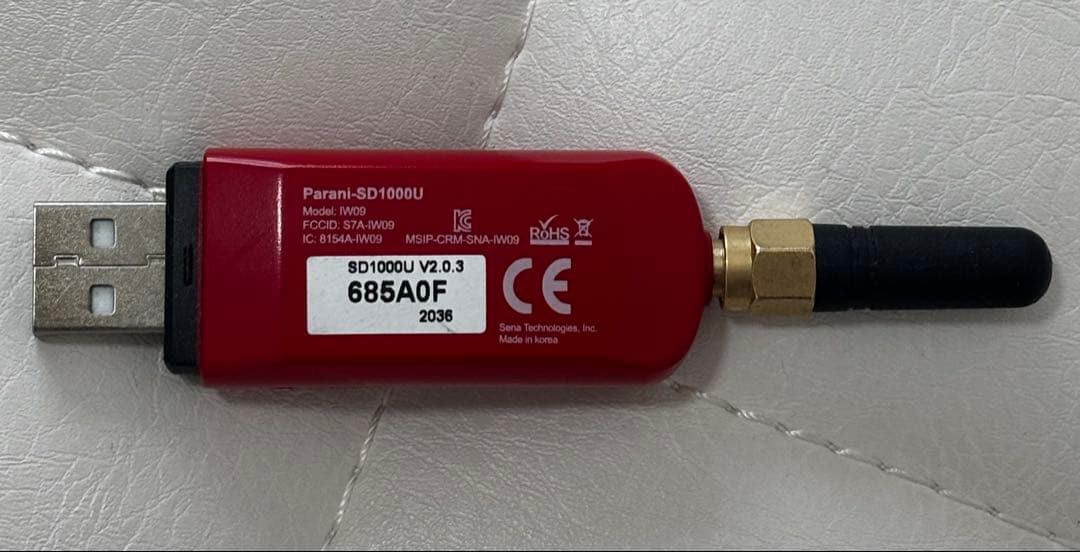 Parani-SD1000U
Model: IW09
FCCID: S7A-IW09
IC: 8154A-IW09 MSIP-CRM-SNA-IW09
RoHS
SD1000U V2.0.3
685A0F
2036
CE
Sena Technologies, Inc.
Made in korea